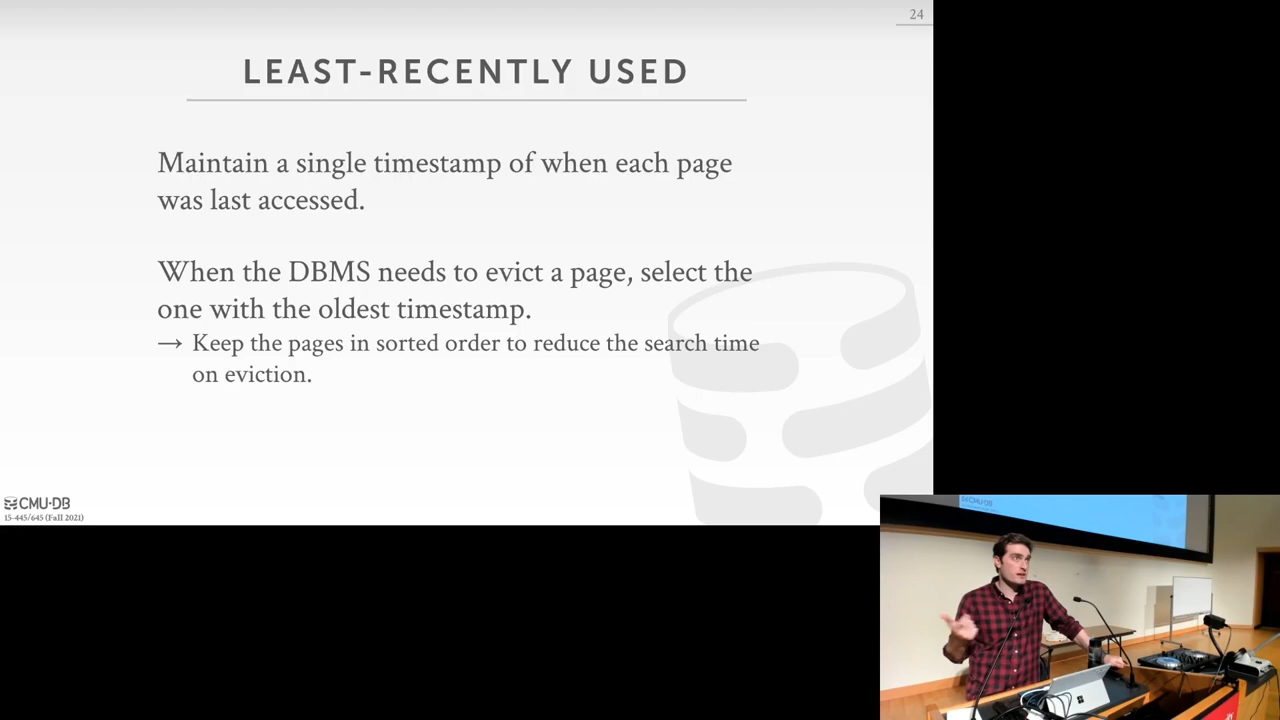 24
LEAST-RECENTLY USED
Maintain a single timestamp of when each page
was last accessed.
When the DBMS needs to evict a page, select the
one with the oldest timestamp.
→ Keep the pages in sorted order to reduce the search time
on eviction.
CMU·DB
15-445/645 (Fall 2021)
CMU·DB